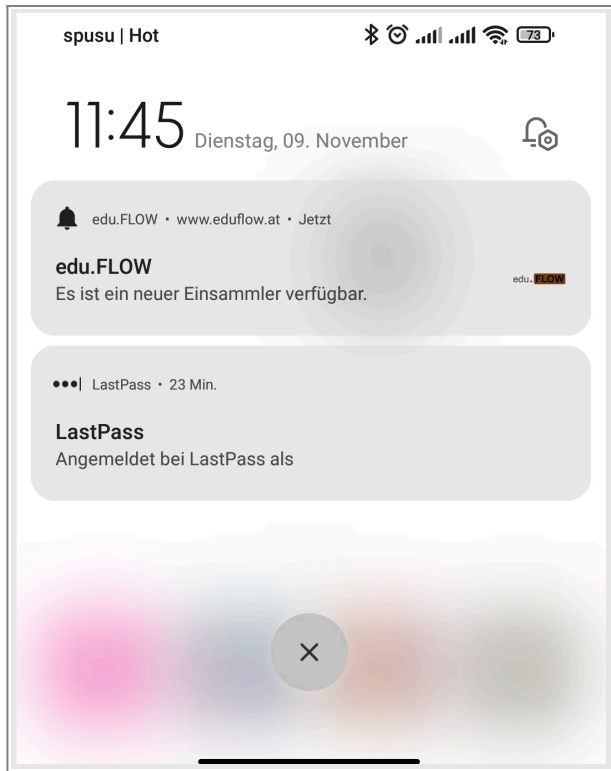 spusu | Hot
73
11:45 Dienstag, 09. November
edu.FLOW • www.eduflow.at • Jetzt
edu.FLOW
Es ist ein neuer Einsammler verfügbar.
edu.FLOW
LastPass • 23 Min.
LastPass
Angemeldet bei LastPass als